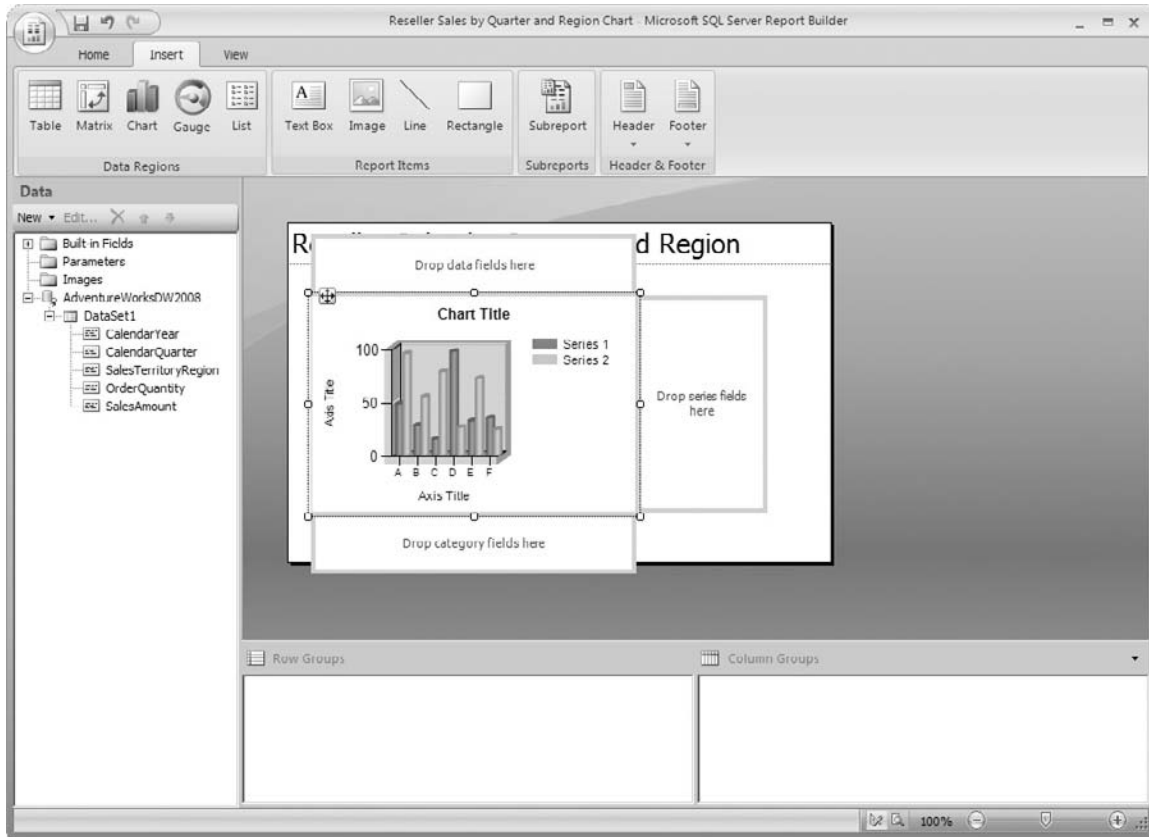 Reseller Sales by Quarter and Region Chart - Microsoft SQL Server Report Builder
Home Insert View
Table Matrix Chart Gauge List
Text Box Image Line Rectangle
Subreport
Header Footer
Data Regions
Report Items
Subreports
Header & Footer
Data
New Edit...
Built-in Fields
Parameters
Images
AdventureWorksDW2008
DataSet1
CalendarYear
CalendarQuarter
SalesTerritoryRegion
OrderQuantity
SalesAmount
d Region
Drop data fields here
Chart Title
Series 1
Series 2
100
50
0
Axis Title
A B C D E F
Axis Title
Drop series fields
here
Drop category fields here
Row Groups
Column Groups
100%